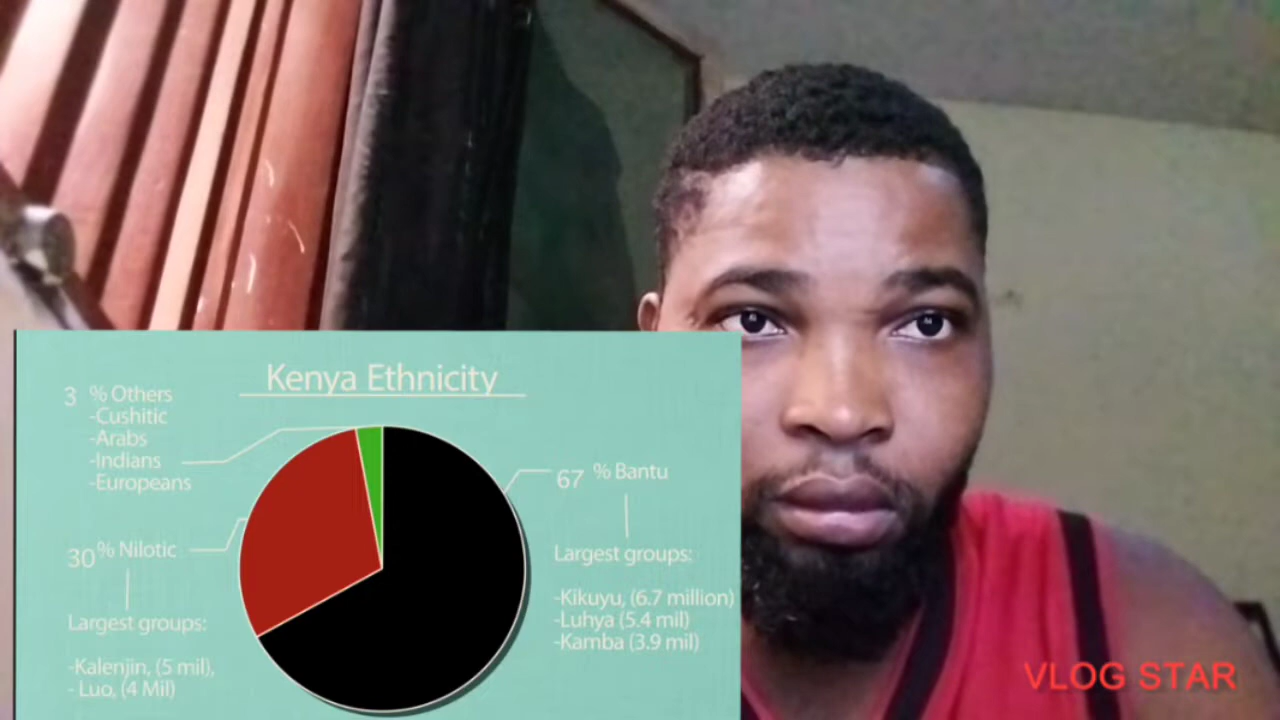 Kenya Ethnicity
3 % Others
-Cushitic
-Arabs
-Indians
-Europeans
67 % Bantu
Largest groups:
-Kikuyu, (6.7 million)
-Luhya (5.4 mil)
-Kamba (3.9 mil)
30% Nilotic
Largest groups:
-Kalenjin, (5 mil),
- Luo, (4 Mil)
VLOG STAR